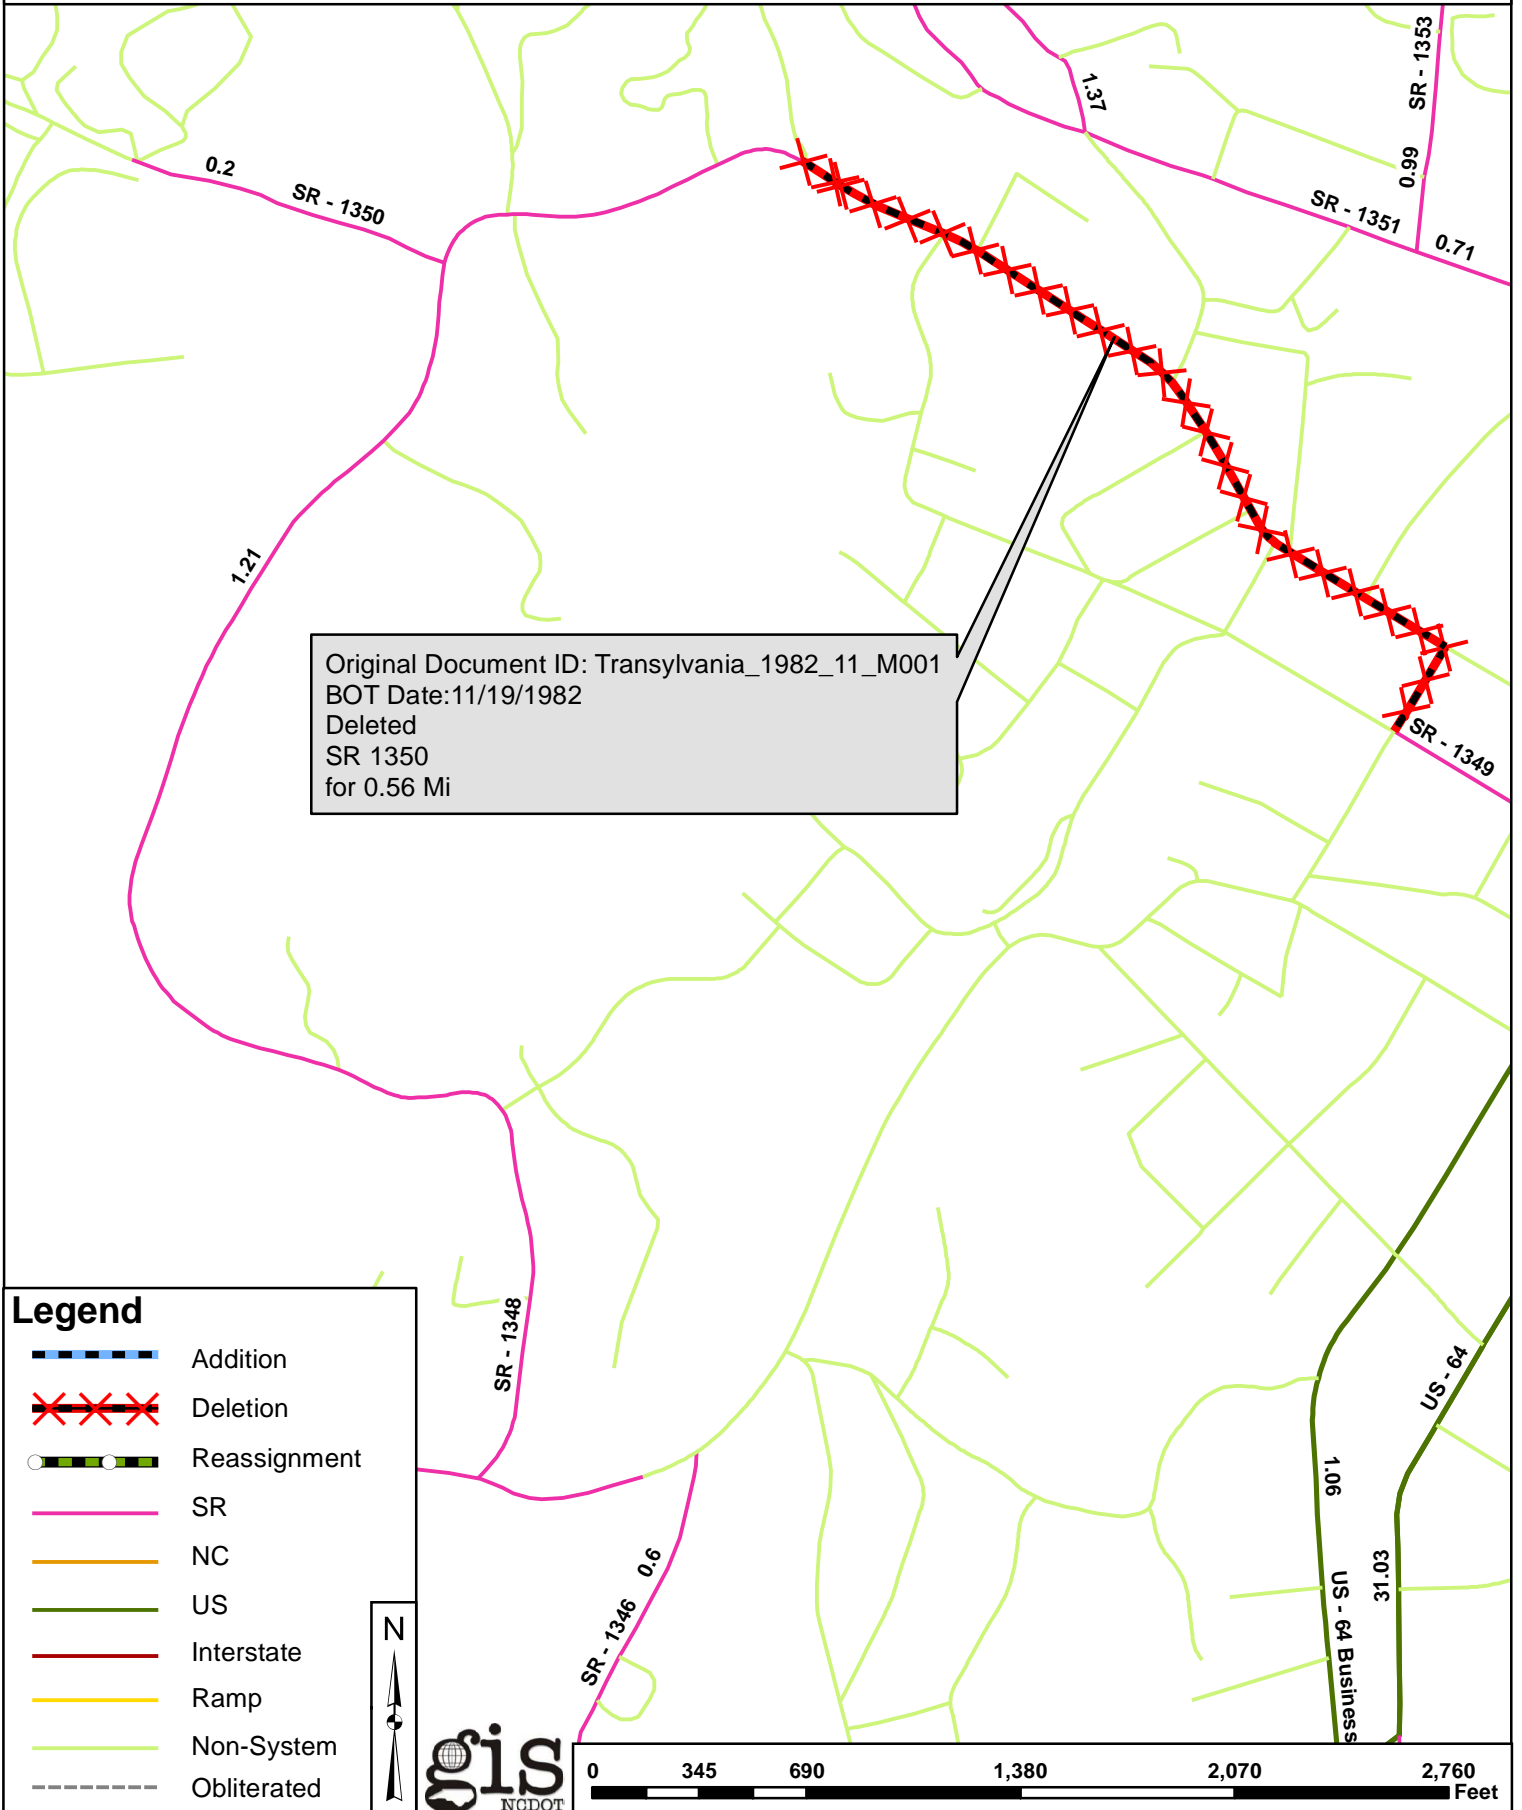 SR - 1353
1.37
0.2
SR - 1350
0.99
SR - 1351
0.71
1.21
Original Document ID: Transylvania_1982_11_M001
BOT Date:11/19/1982
Deleted
SR 1350
for 0.56 Mi
SR - 1349
SR - 1348
US - 64
1.06
31.03
0.6
SR - 1346
US - 64 Business
Legend
Addition
Deletion
Reassignment
SR
NC
US
Interstate
Ramp
Non-System
Obliterated
N
gis
NCDOT
0 345 690 1,380 2,070 2,760
Feet